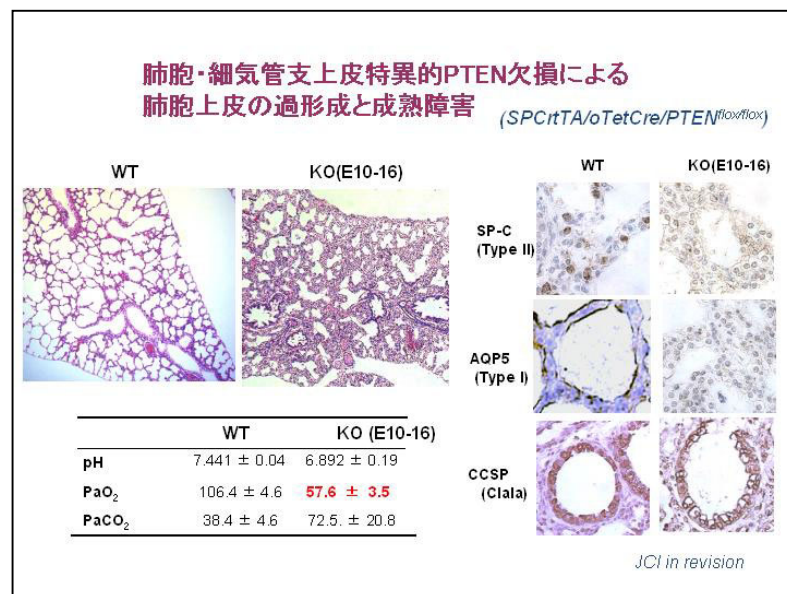 肺胞・細気管支上皮特異的PTEN欠損による
肺胞上皮の過形成と成熟障害
(SPCrtTA/oTetCre/PTENflox/flox)
WT KO(E10-16)
WT KO (E10-16)
pH 7.441 ± 0.04 6.892 ± 0.19
PaO2 106.4 ± 4.6 57.6 ± 3.5
PaCO2 38.4 ± 4.6 72.5. ± 20.8
WT KO(E10-16)
SP-C
(Type II)
AQP5
(Type I)
CCSP
(Clala)
JCI in revision